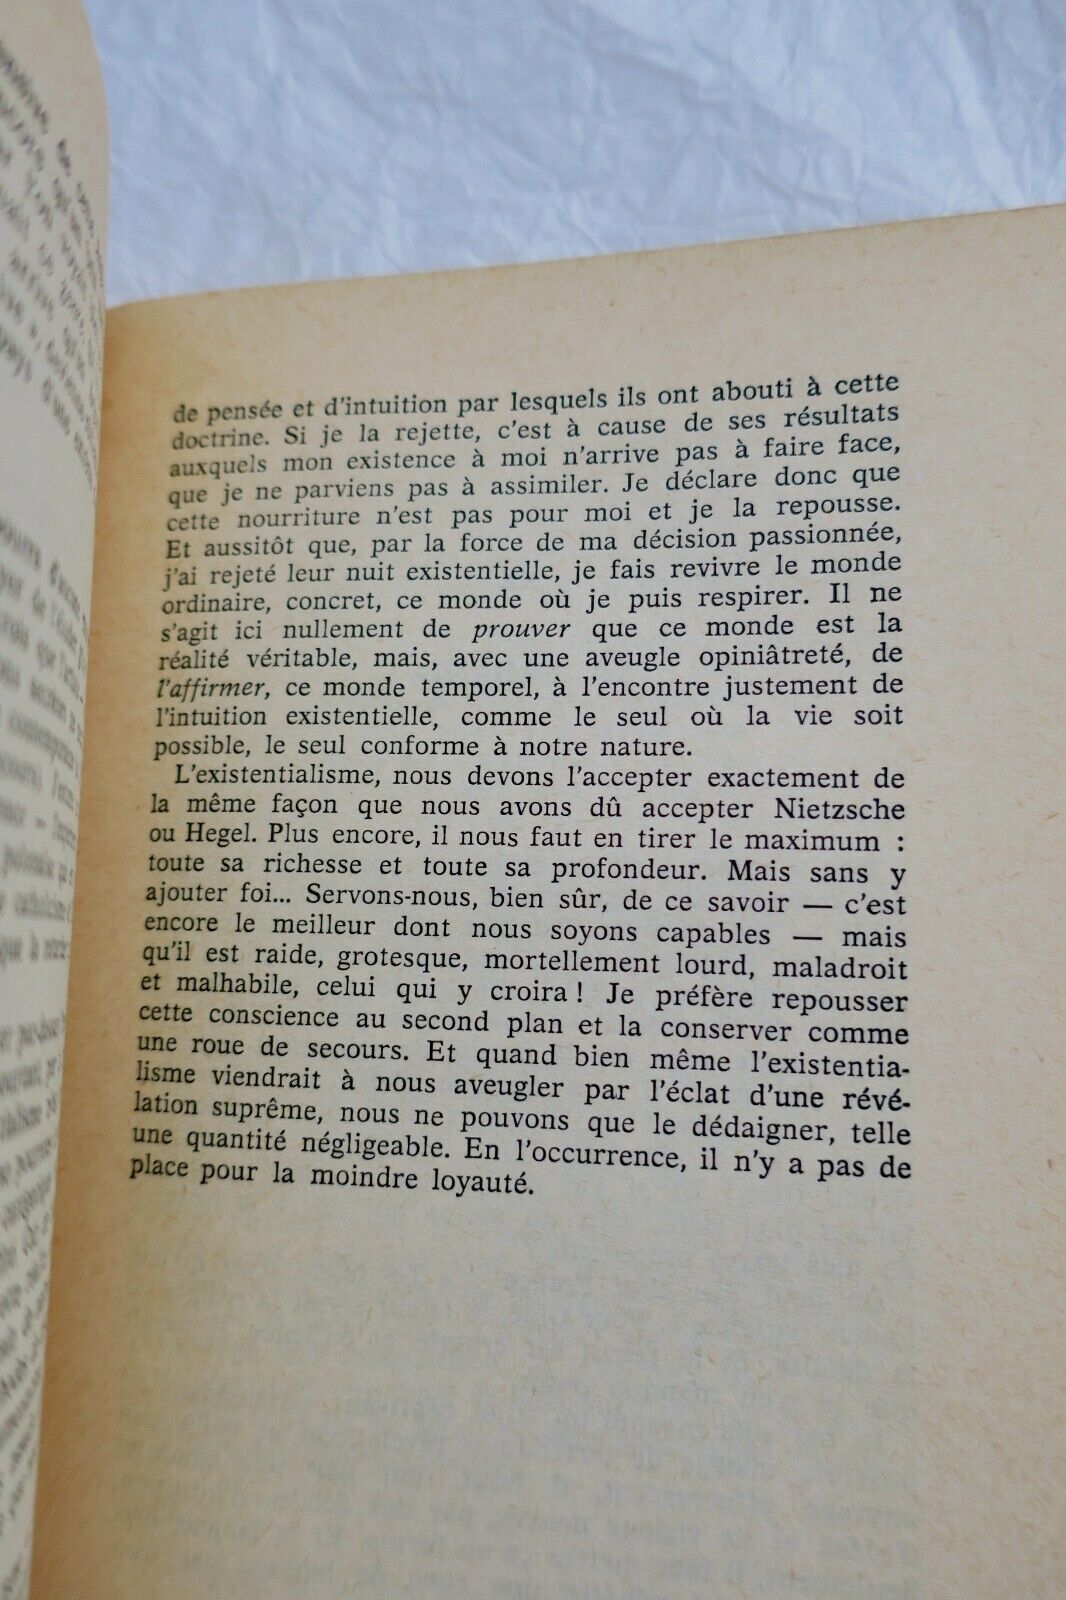 de pensée et d'intuition par lesquels ils ont abouti à cette
doctrine. Si je la rejette, c'est à cause de ses résultats
auxquels mon existence à moi n'arrive pas à faire face,
que je ne parviens pas à assimiler. Je déclare donc que
cette nourriture n'est pas pour moi et je la repousse.
Et aussitôt que, par la force de ma décision passionnée,
j'ai rejeté leur nuit existentielle, je fais revivre le monde
ordinaire, concret, ce monde où je puis respirer. Il ne
s'agit ici nullement de prouver que ce monde est la
réalité véritable, mais, avec une aveugle opiniâtreté, de
l'affirmer, ce monde temporel, à l'encontre justement de
l'intuition existentielle, comme le seul où la vie soit
possible, le seul conforme à notre nature.
L'existentialisme, nous devons l'accepter exactement de
la même façon que nous avons dû accepter Nietzsche
ou Hegel. Plus encore, il nous faut en tirer le maximum :
toute sa richesse et toute sa profondeur. Mais sans y
ajouter foi... Servons-nous, bien sûr, de ce savoir — c'est
encore le meilleur dont nous soyons capables — mais
qu'il est raide, grotesque, mortellement lourd, maladroit
et malhabile, celui qui y croira ! Je préfère repousser
cette conscience au second plan et la conserver comme
une roue de secours. Et quand bien même l'existentia-
lisme viendrait à nous aveugler par l'éclat d'une révé-
lation suprême, nous ne pouvons que le dédaigner, telle
une quantité négligeable. En l'occurrence, il n'y a pas de
place pour la moindre loyauté.